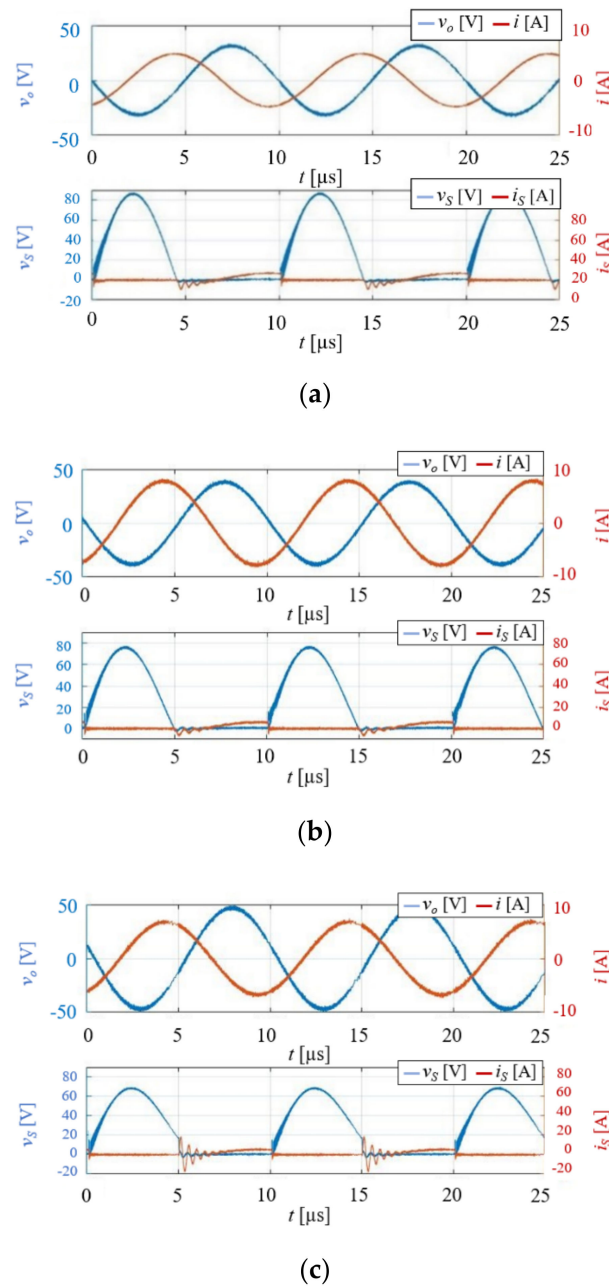 50 v_o [V] i [A] 10
v_o [V] 0 0 i [A]
-50 -10
0 5 10 15 20 25
t [µs]
80 v_S [V] i_S [A] 80
60 60
v_S [V] 40 40 i_S [A]
20 20
0 0
-20
0 5 10 15 20 25
t [µs]
(a)
50 v_o [V] i [A] 10
v_o [V] 0 0 i [A]
-50 -10
0 5 10 15 20 25
t [µs]
80 v_S [V] i_S [A] 80
60 60
v_S [V] 40 40 i_S [A]
20 20
0 0
0 5 10 15 20 25
t [µs]
(b)
50 v_o [V] i [A] 10
v_o [V] 0 0 i [A]
-50 -10
0 5 10 15 20 25
t [µs]
80 v_S [V] i_S [A] 80
60 60
v_S [V] 40 40 i_S [A]
20 20
0 0
-20 -20
0 5 10 15 20 25
t [µs]
(c)